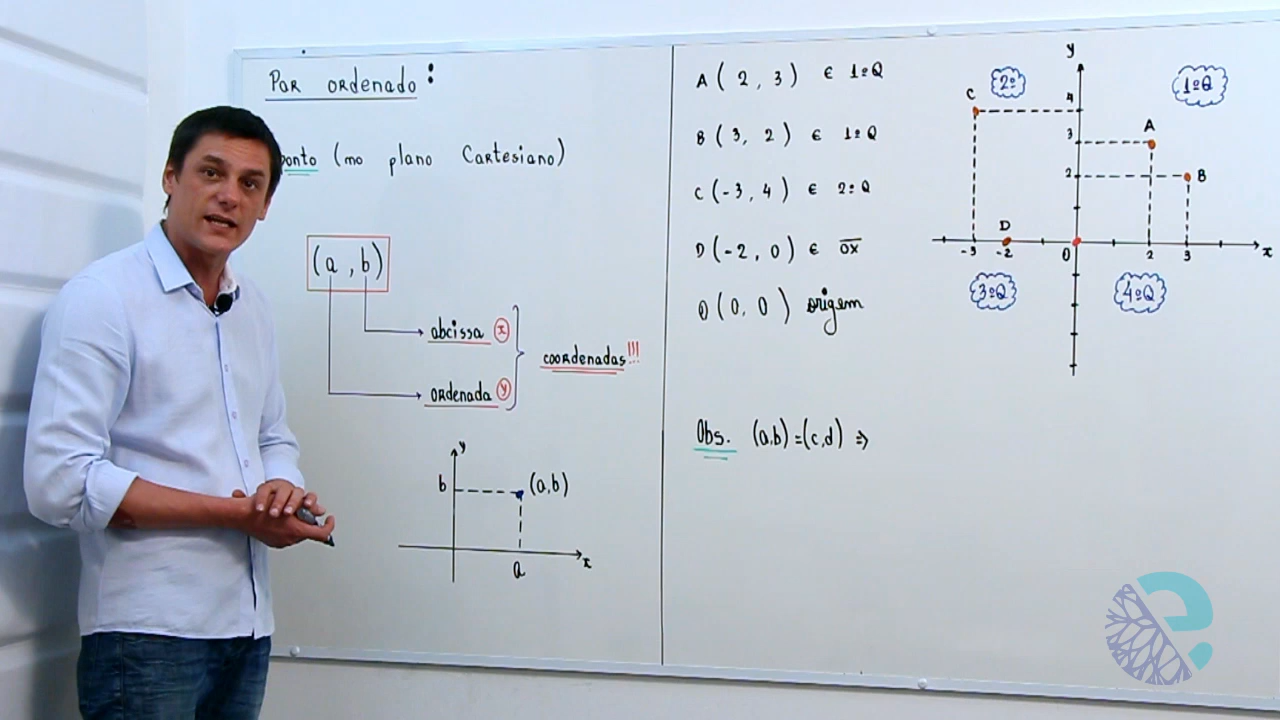 Par ordenado:
ponto (no plano Cartesiano)
(a, b)
abcissa x
ordenada y
coordenadas!!!
y
b
(a,b)
a
x
A (2, 3) ∈ 1ºQ
B (3, 2) ∈ 1ºQ
C (-3, 4) ∈ 2ºQ
D (-2, 0) ∈ OX
O (0, 0) origem
Obs. (a,b)=(c,d) ⇒
y
2º
1ºQ
C
4
3
A
2
B
D
-3
-2
0
2
3
x
3ºQ
4ºQ